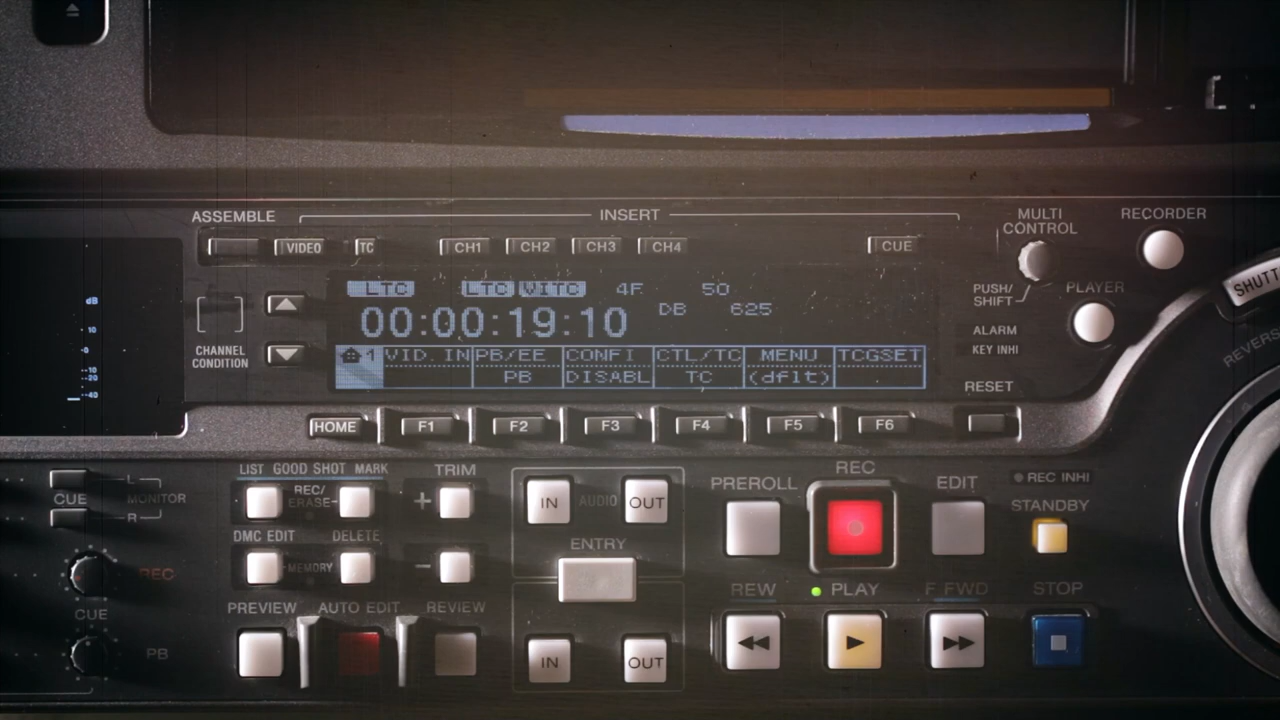 ASSEMBLE INSERT MULTI CONTROL RECORDER
VIDEO TC CH1 CH2 CH3 CH4 CUE
SHUTT
LTC LTC VITC 4F 50
PUSH/SHIFT PLAYER
DB 625
dB
00:00:19:10
10
ALARM
REVERS
0
KEY INHI
CHANNEL CONDITION
1 VID. IN PB/EE CONFI CTL/TC MENU TCGSET
-10
-20
PB DISABL TC (dflt)
-40
RESET
HOME F1 F2 F3 F4 F5 F6
LIST GOOD SHOT MARK TRIM REC
PREROLL EDIT REC INHI
CUE L MONITOR R
REC/ERASE + IN AUDIO OUT
STANDBY
DMC EDIT DELETE ENTRY
MEMORY -
REC
REW PLAY F FWD STOP
CUE PREVIEW AUTO EDIT REVIEW
PB IN OUT